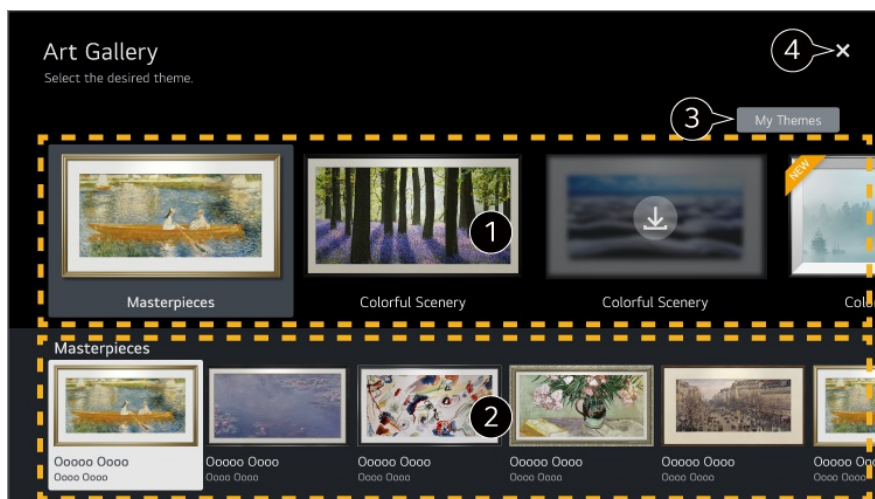 Art Gallery
4
Select the desired theme.
3
My Themes
NEW
1
Masterpieces
Colorful Scenery
Colorful Scenery
Masterpieces
2
Ooooo Oooo
Ooooo Oooo
Ooooo Oooo
Ooooo Oooo
Ooooo Oooo
Oooo Oooo
Oooo Oooo
Oooo Oooo
Oooo Oooo
Oooo Oooo
Oooo Oooo